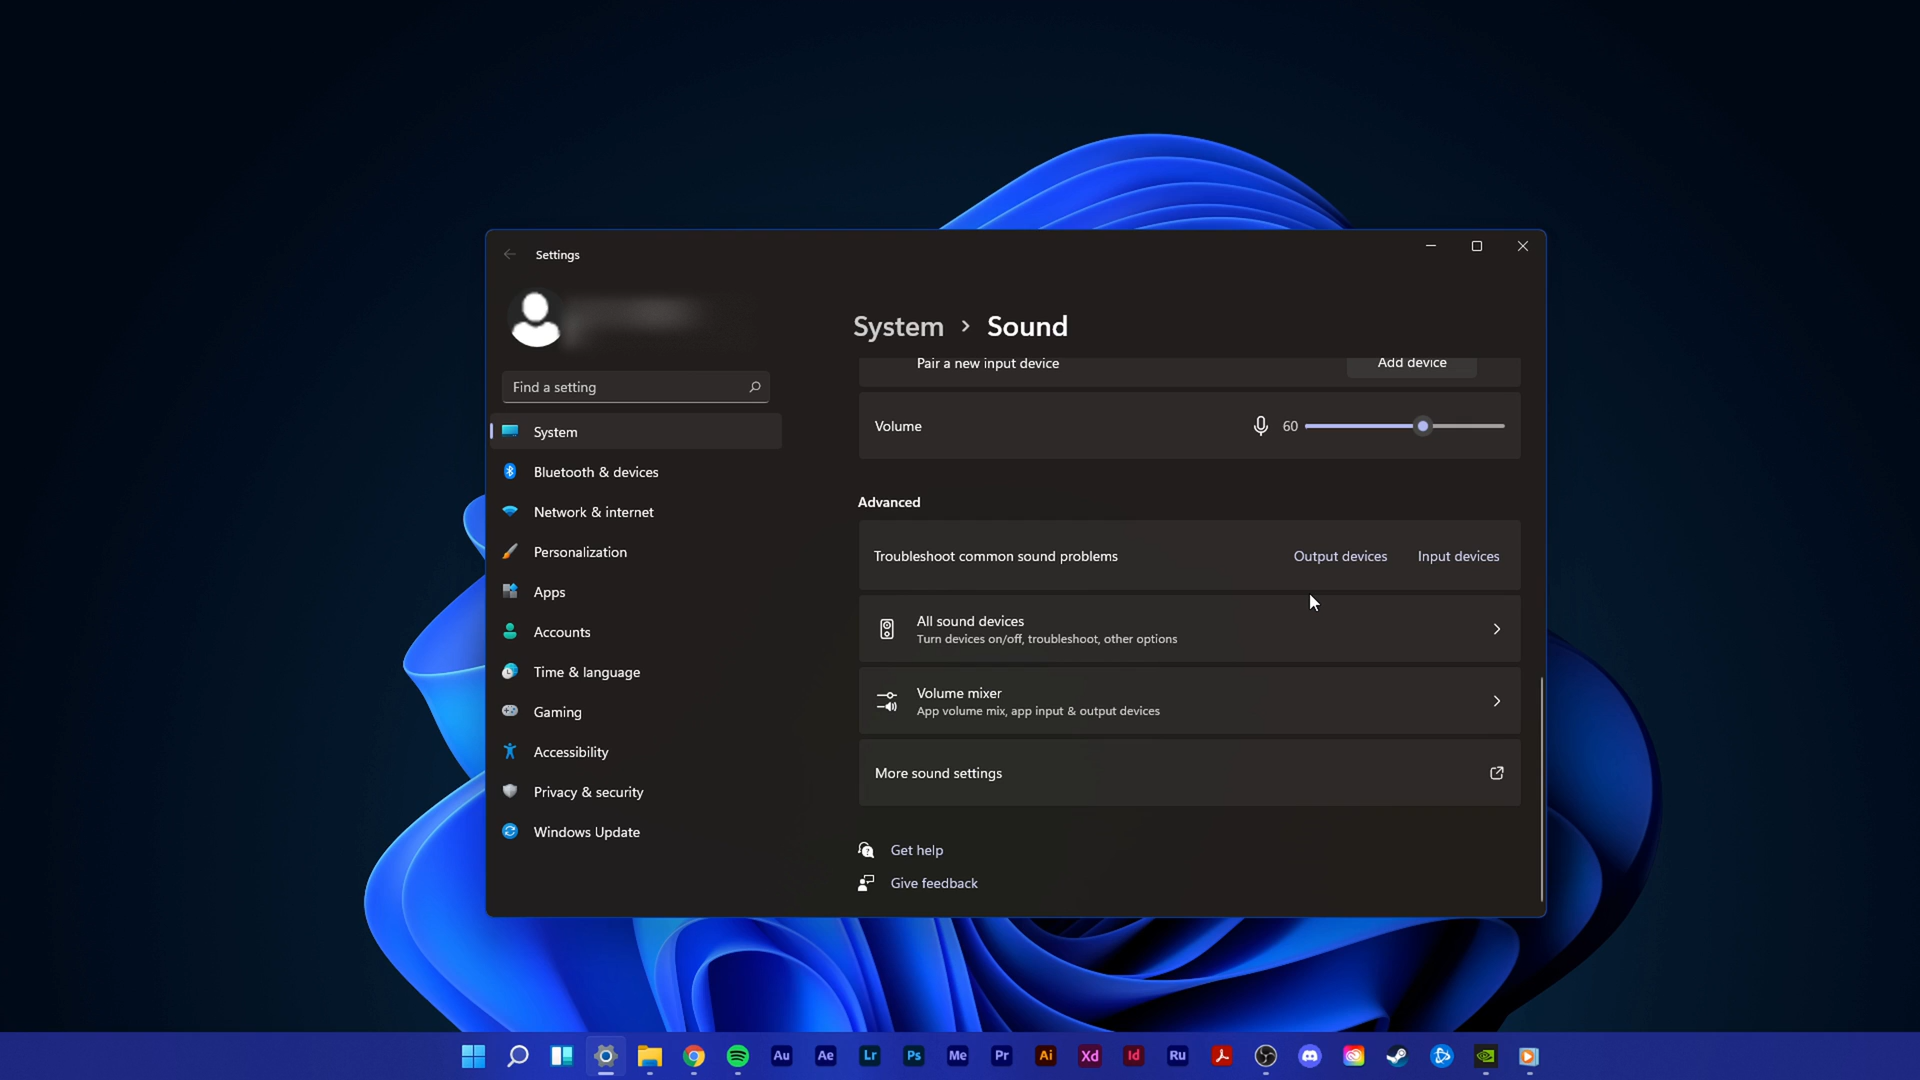 Settings
Find a setting
System
Bluetooth & devices
Network & internet
Personalization
Apps
Accounts
Time & language
Gaming
Accessibility
Privacy & security
Windows Update
System > Sound
Pair a new input device Add device
Volume 60
Advanced
Troubleshoot common sound problems Output devices Input devices
All sound devices
Turn devices on/off, troubleshoot, other options
Volume mixer
App volume mix, app input & output devices
More sound settings
Get help
Give feedback
Au Ae Lr Ps Me Pr Ai Xd Id Ru